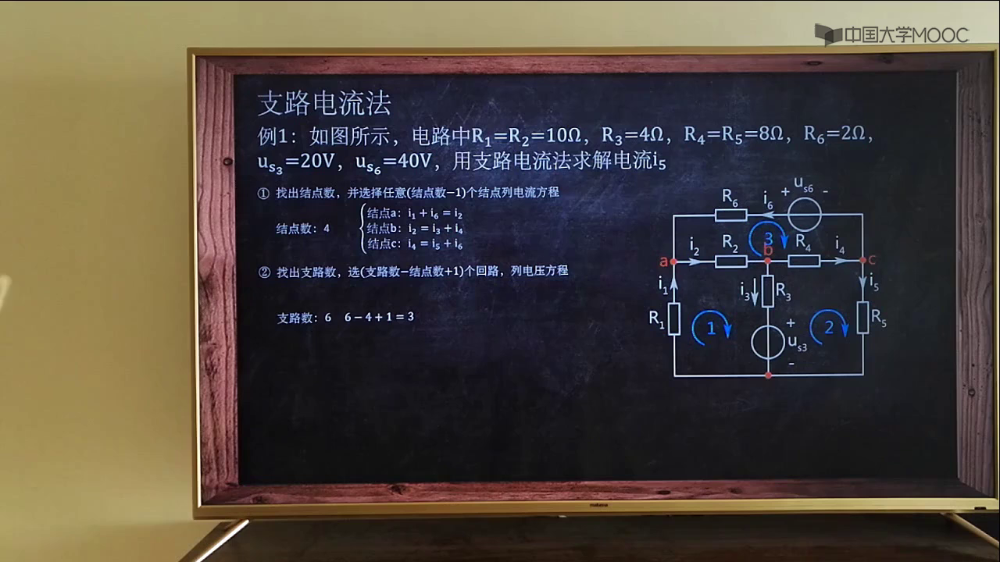 中国大学MOOC
支路电流法
例1：如图所示，电路中R₁=R₂=10Ω，R₃=4Ω，R₄=R₅=8Ω，R₆=2Ω，
uₛ₃=20V，uₛ₆=40V，用支路电流法求解电流i₅
① 找出结点数，并选择任意(结点数−1)个结点列电流方程
结点数：4
结点a：i₁ + i₆ = i₂
结点b：i₂ = i₃ + i₄
结点c：i₄ = i₅ + i₆
② 找出支路数，选(支路数−结点数+1)个回路，列电压方程
支路数：6 6 − 4 + 1 = 3
R₆ i₆ + uₛ₆ -
3
i₂ R₂ b R₄ i₄
a c
i₁ i₃ R₃ i₅
R₁ 1 + 2 R₅
uₛ₃
-